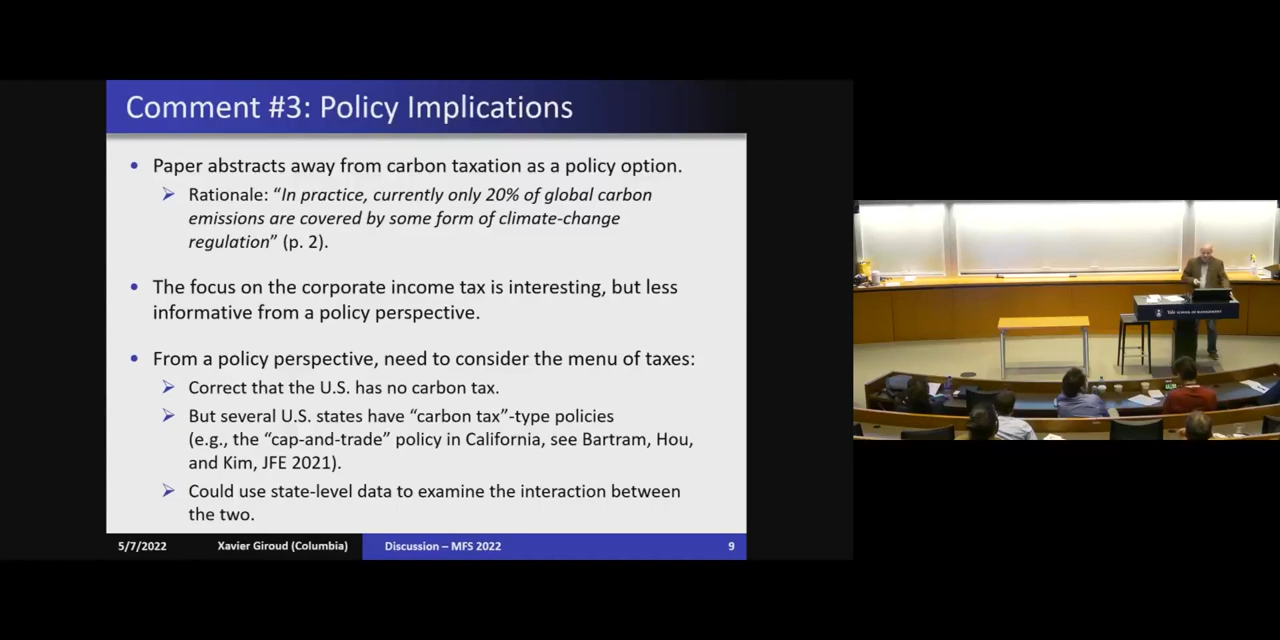 Comment #3: Policy Implications
• Paper abstracts away from carbon taxation as a policy option.
➢ Rationale: “In practice, currently only 20% of global carbon
emissions are covered by some form of climate-change
regulation” (p. 2).
• The focus on the corporate income tax is interesting, but less
informative from a policy perspective.
• From a policy perspective, need to consider the menu of taxes:
➢ Correct that the U.S. has no carbon tax.
➢ But several U.S. states have “carbon tax”-type policies
(e.g., the “cap-and-trade” policy in California, see Bartram, Hou,
and Kim, JFE 2021).
➢ Could use state-level data to examine the interaction between
the two.
5/7/2022 Xavier Giroud (Columbia) Discussion – MFS 2022 9
Yale SCHOOL OF MANAGEMENT